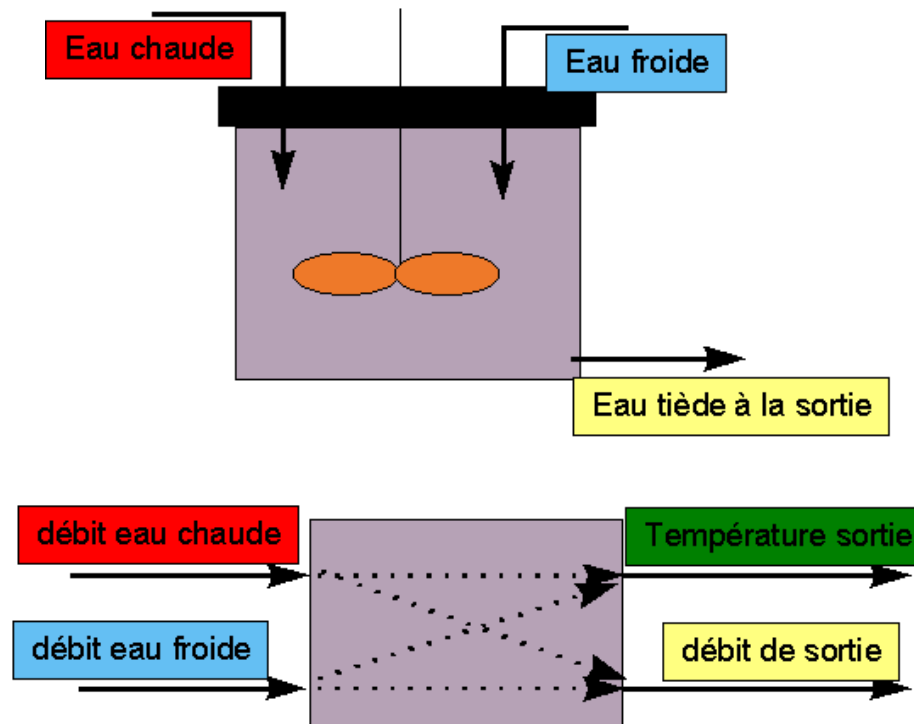 Eau chaude
Eau froide
Eau tiède à la sortie
débit eau chaude
Température sortie
débit eau froide
débit de sortie